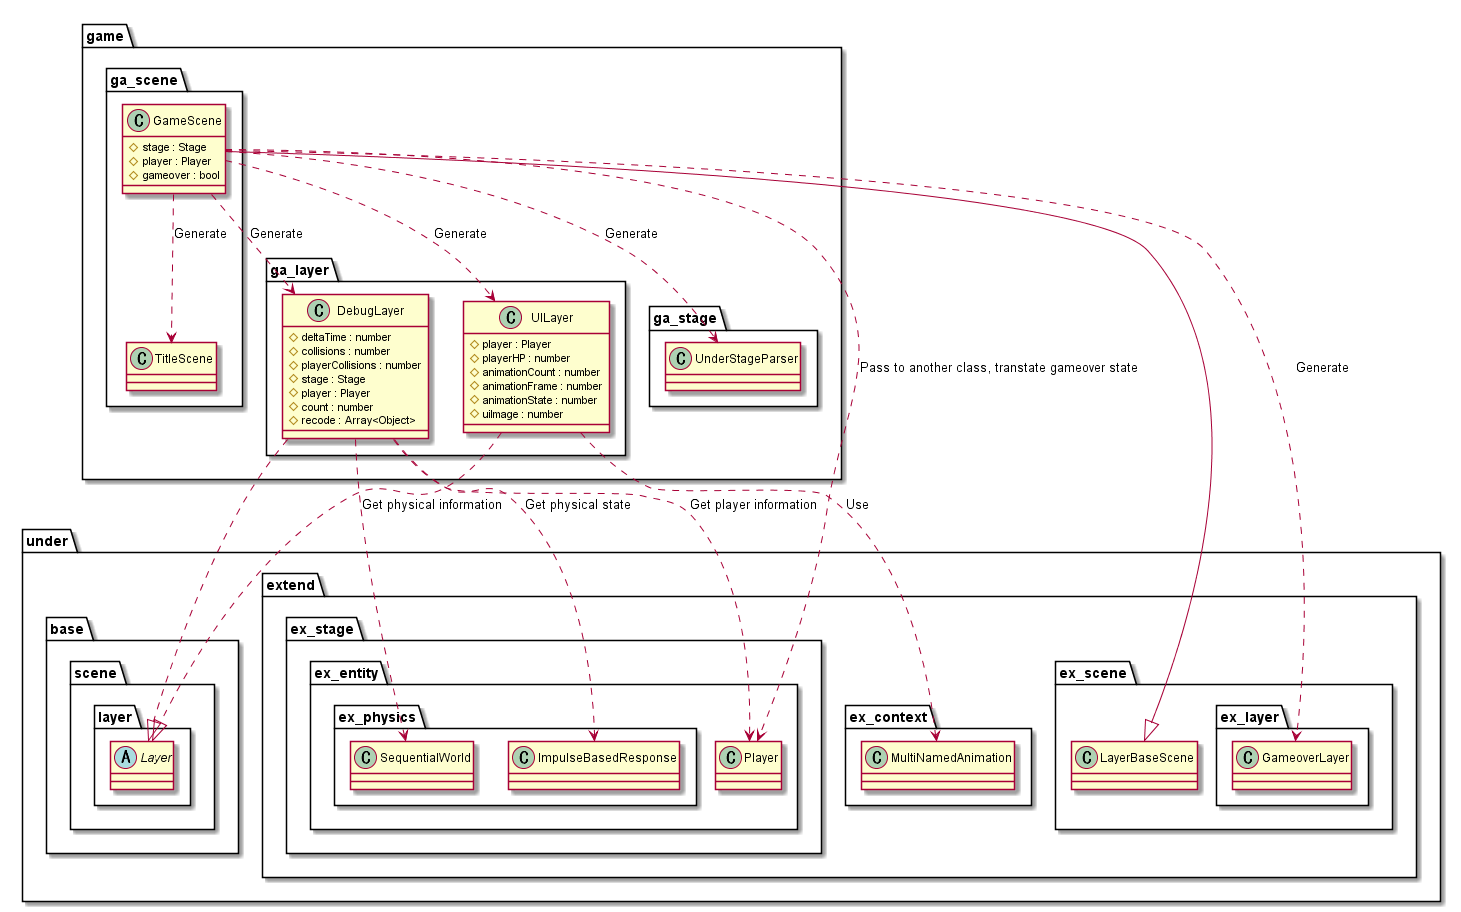 game
ga_scene
C GameScene
stage : Stage
player : Player
gameover : bool
Generate
Generate
Generate
Generate
ga_layer
C DebugLayer
deltaTime : number
collisions : number
playerCollisions : number
stage : Stage
player : Player
count : number
recode : Array<Object>
C UILayer
player : Player
playerHP : number
animationCount : number
animationFrame : number
animationState : number
uiImage : number
ga_stage
C UnderStageParser
C TitleScene
Pass to another class, transtate gameover state
Generate
Get physical information
Get physical state
Get player information
Use
under
extend
base
ex_stage
scene
ex_entity
ex_scene
layer
ex_physics
ex_context
ex_layer
A Layer
C SequentialWorld
C ImpulseBasedResponse
C Player
C MultiNamedAnimation
C LayerBaseScene
C GameoverLayer